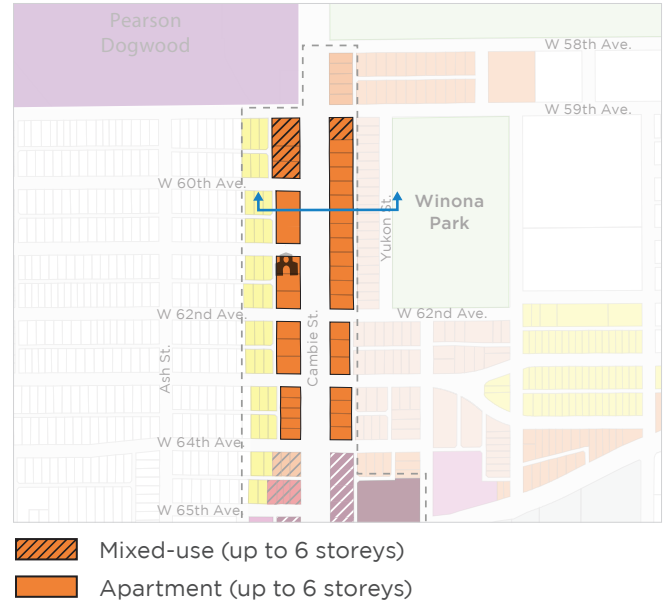 Pearson
Dogwood
W 58th Ave.
W 59th Ave.
W 60th Ave.
Winona
Park
Yukon St.
W 62nd Ave.
W 62nd Ave.
Cambie St.
Ash St.
W 64th Ave.
W 65th Ave.
Mixed-use (up to 6 storeys)
Apartment (up to 6 storeys)